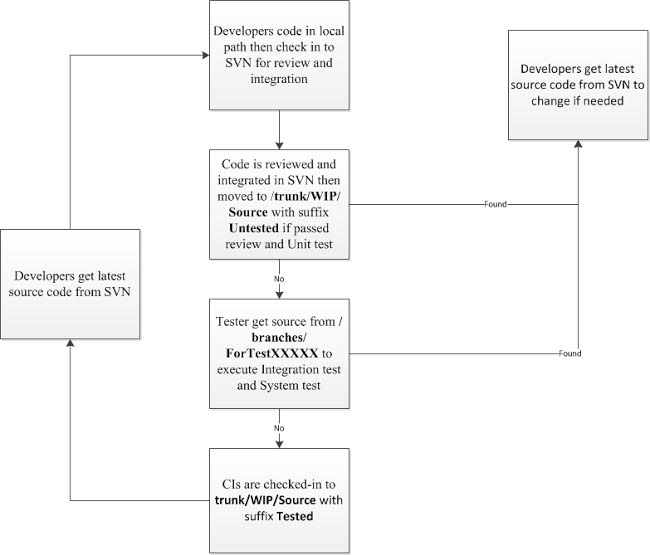 Developers code in local
path then check in to
SVN for review and
integration
Developers get latest
source code from SVN to
change if needed
Code is reviewed and
integrated in SVN then
moved to /trunk/WIP/
Source with suffix
Untested if passed
review and Unit test
Found
Developers get latest
source code from SVN
No
Tester get source from /
branches/
ForTestXXXXX to
execute Integration test
and System test
Found
No
CIs are checked-in to
trunk/WIP/Source with
suffix Tested